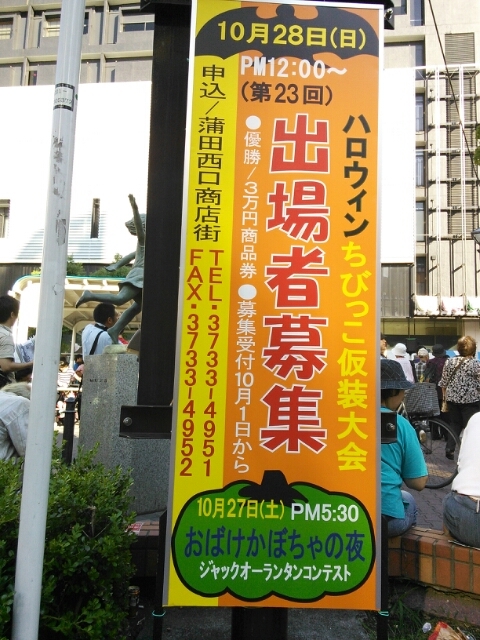 10月28日(日)
PM12:00～
(第23回)
ハロウィンちびっこ仮装大会
出場者募集
●優勝/3万円商品券●募集受付10月1日から
申込/蒲田西口商店街
TEL・3733-4951
FAX・3733-4952
10月27日(土) PM5:30
おばけかぼちゃの夜
ジャックオーランタンコンテスト